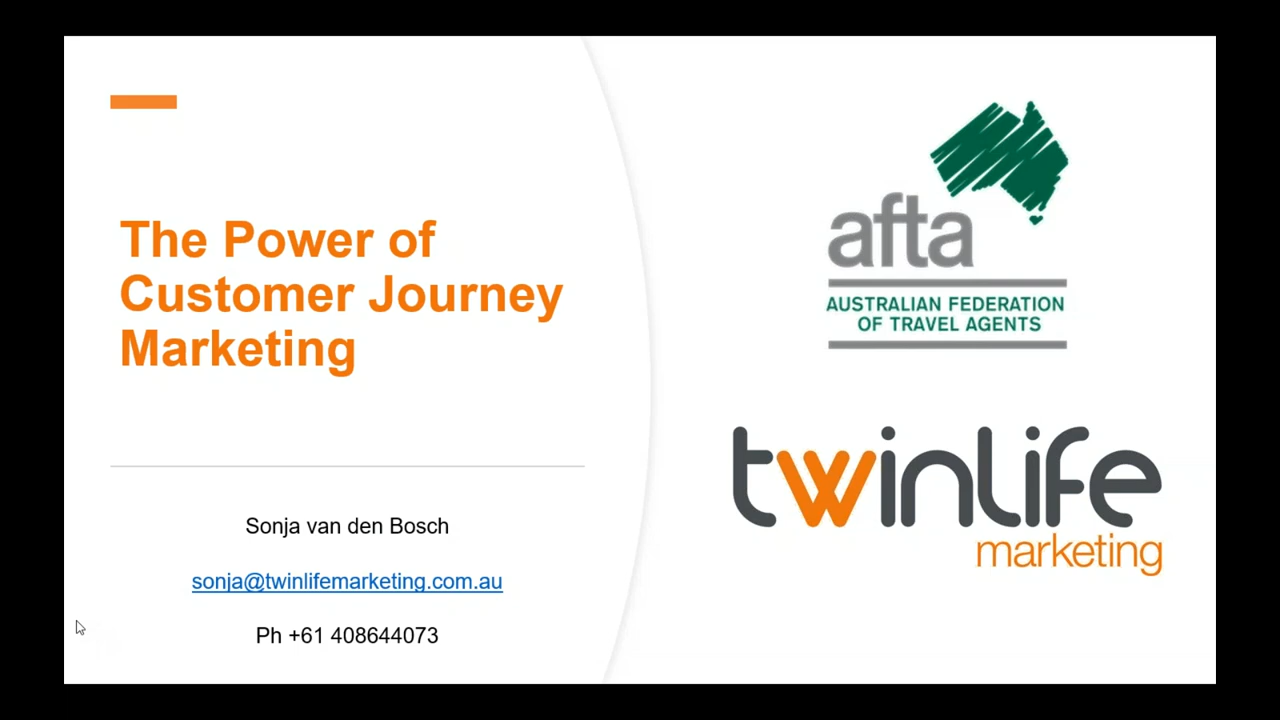 The Power of
Customer Journey
Marketing
Sonja van den Bosch
sonja@twinlifemarketing.com.au
Ph +61 408644073
afta
AUSTRALIAN FEDERATION
OF TRAVEL AGENTS
twinlife
marketing